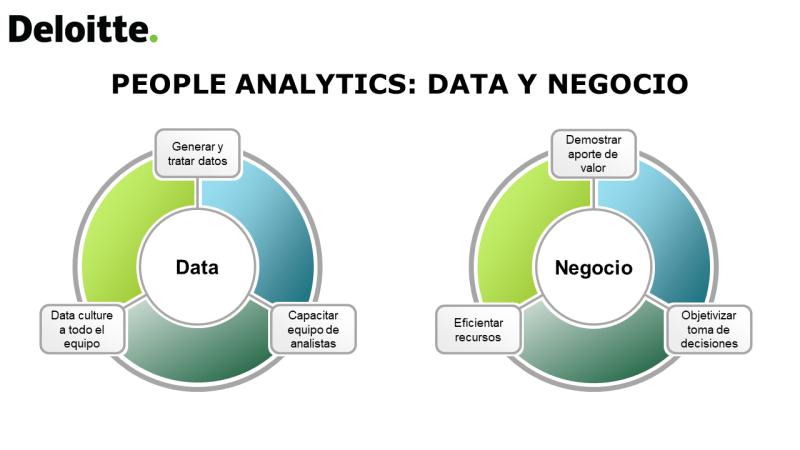 Deloitte.
PEOPLE ANALYTICS: DATA Y NEGOCIO
Generar y
tratar datos
Data
Data culture
a todo el
equipo
Capacitar
equipo de
analistas
Demostrar
aporte de
valor
Negocio
Eficientar
recursos
Objetivizar
toma de
decisiones